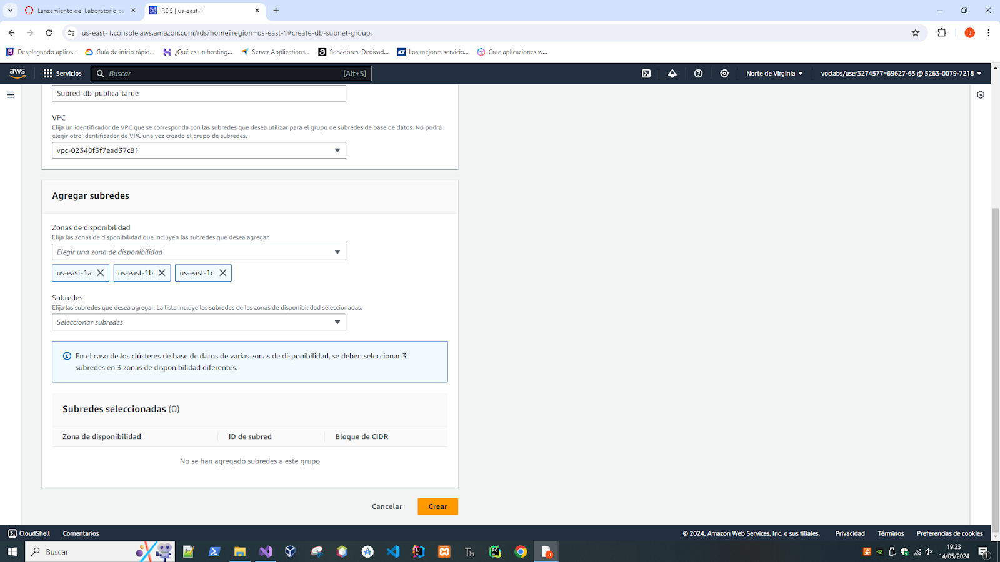 Lanzamiento del Laboratorio pa
RDS | us-east-1
us-east-1.console.aws.amazon.com/rds/home?region=us-east-1#create-db-subnet-group:
J
Desplegando aplica...
Guía de inicio rápid...
¿Qué es un hosting...
Server Applications...
Servidores: Dedicad...
Los mejores servicio...
Cree aplicaciones w...
aws
Servicios
Buscar
[Alt+S]
Norte de Virginia
voclabs/user3274577=69627-63 @ 5263-0079-7218
Subred-db-publica-tarde
VPC
Elija un identificador de VPC que se corresponda con las subredes que desea utilizar para el grupo de subredes de base de datos. No podrá
elegir otro identificador de VPC una vez creado el grupo de subredes.
vpc-02340f3f7ead37c81
Agregar subredes
Zonas de disponibilidad
Elija las zonas de disponibilidad que incluyen las subredes que desea agregar.
Elegir una zona de disponibilidad
us-east-1a
us-east-1b
us-east-1c
Subredes
Elija las subredes que desea agregar. La lista incluye las subredes de las zonas de disponibilidad seleccionadas.
Seleccionar subredes
En el caso de los clústeres de base de datos de varias zonas de disponibilidad, se deben seleccionar 3
subredes en 3 zonas de disponibilidad diferentes.
Subredes seleccionadas (0)
Zona de disponibilidad
ID de subred
Bloque de CIDR
No se han agregado subredes a este grupo
Cancelar
Crear
CloudShell
Comentarios
© 2024, Amazon Web Services, Inc. o sus filiales.
Privacidad
Términos
Preferencias de cookies
Buscar
19:23
14/05/2024
1